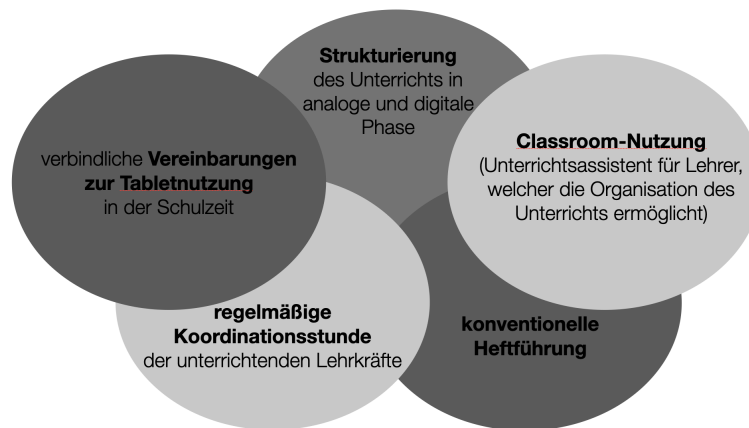 Strukturierung
des Unterrichts in
analoge und digitale
Phase
verbindliche Vereinbarungen
zur Tabletnutzung
in der Schulzeit
Classroom-Nutzung
(Unterrichtsassistent für Lehrer,
welcher die Organisation des
Unterrichts ermöglicht)
regelmäßige
Koordinationsstunde
der unterrichtenden Lehrkräfte
konventionelle
Heftführung